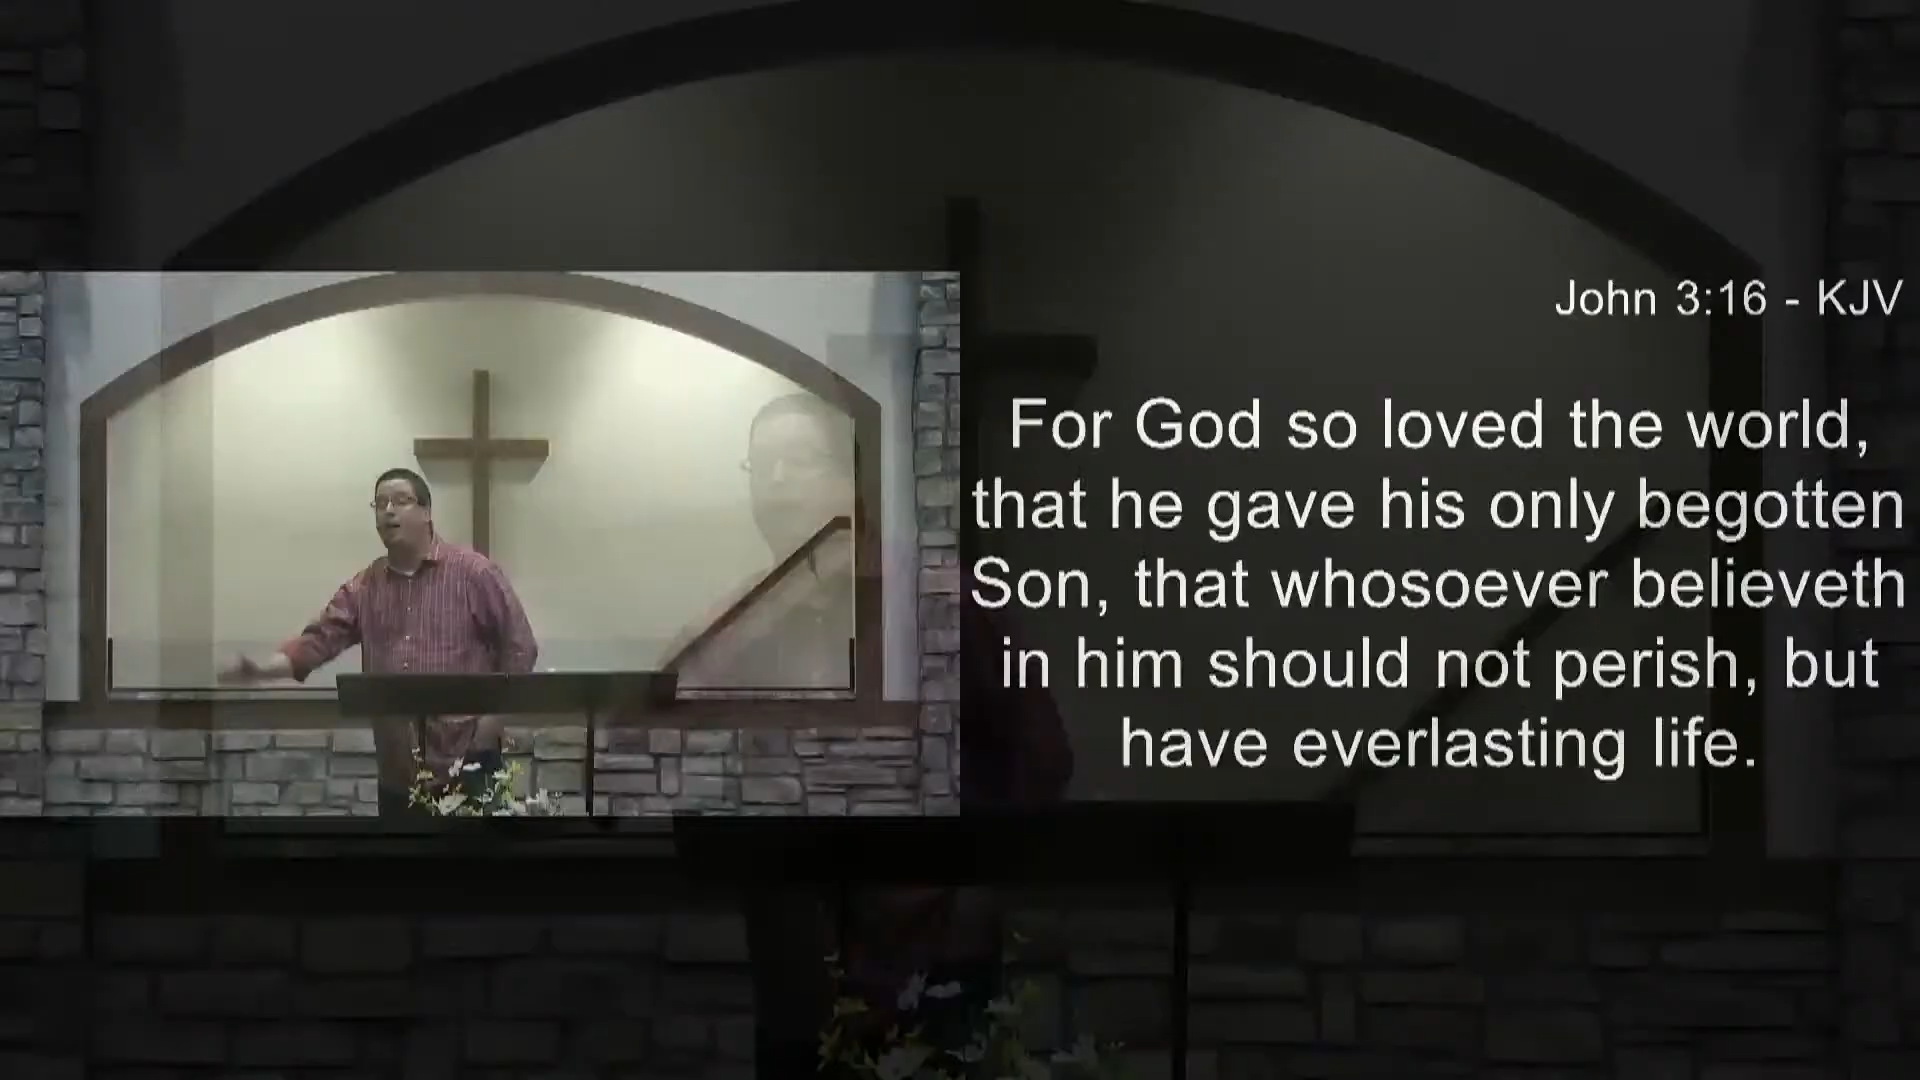 John 3:16 - KJV
For God so loved the world,
that he gave his only begotten
Son, that whosoever believeth
in him should not perish, but
have everlasting life.